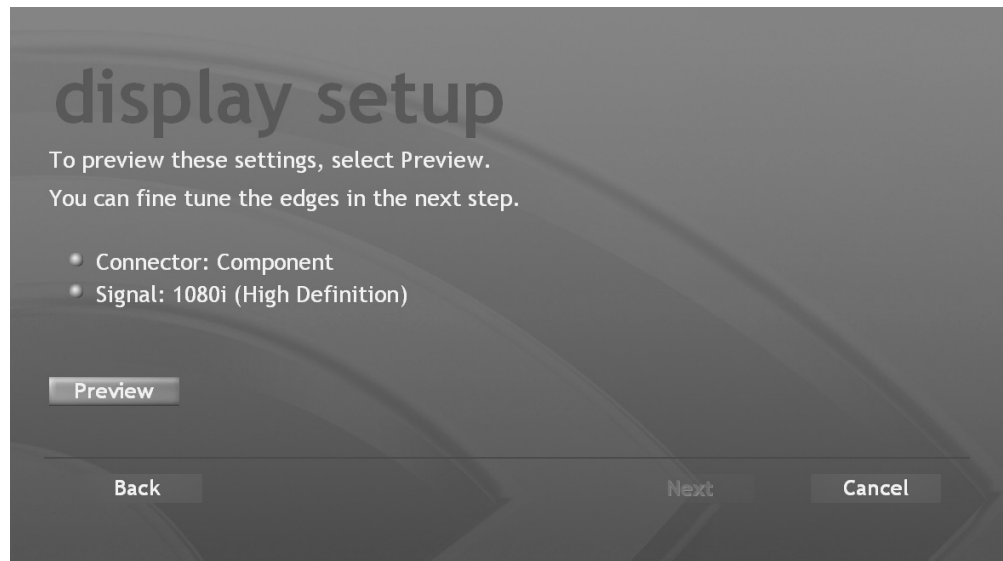 display setup
To preview these settings, select Preview.
You can fine tune the edges in the next step.
Connector: Component
Signal: 1080i (High Definition)
Preview
Back
Next
Cancel